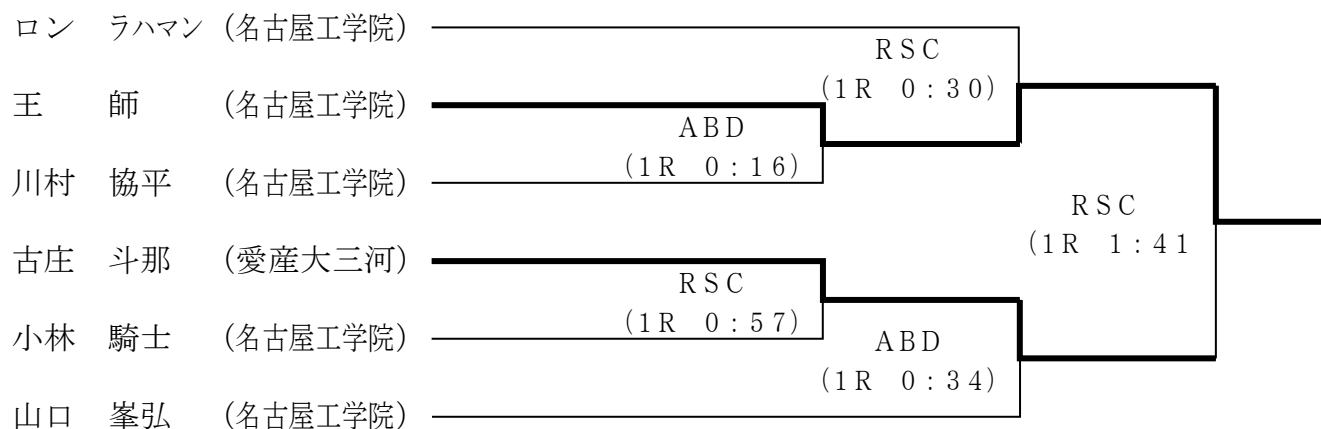 ロン ラハマン (名古屋工学院)
RSC
(1R 0:30)
王 師 (名古屋工学院)
ABD
(1R 0:16)
川村 協平 (名古屋工学院)
RSC
(1R 1:41
古庄 斗那 (愛産大三河)
RSC
(1R 0:57)
小林 騎士 (名古屋工学院)
ABD
(1R 0:34)
山口 峯弘 (名古屋工学院)